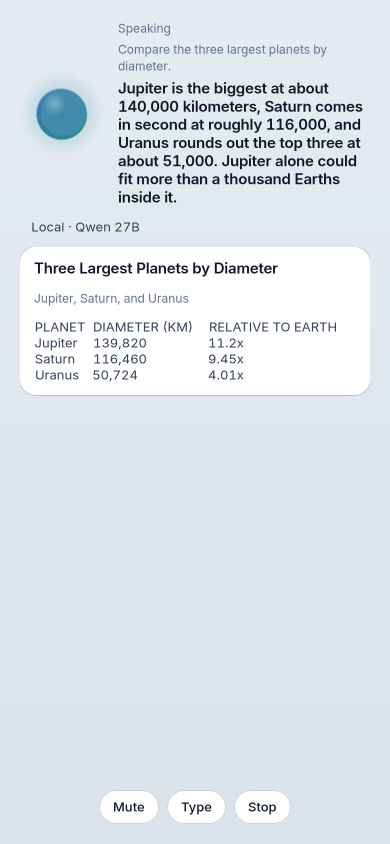 Speaking
Compare the three largest planets by
diameter.
Jupiter is the biggest at about
140,000 kilometers, Saturn comes
in second at roughly 116,000, and
Uranus rounds out the top three at
about 51,000. Jupiter alone could
fit more than a thousand Earths
inside it.
Local · Qwen 27B
Three Largest Planets by Diameter
Jupiter, Saturn, and Uranus
PLANET DIAMETER (KM) RELATIVE TO EARTH
Jupiter 139,820 11.2x
Saturn 116,460 9.45x
Uranus 50,724 4.01x
Mute Type Stop